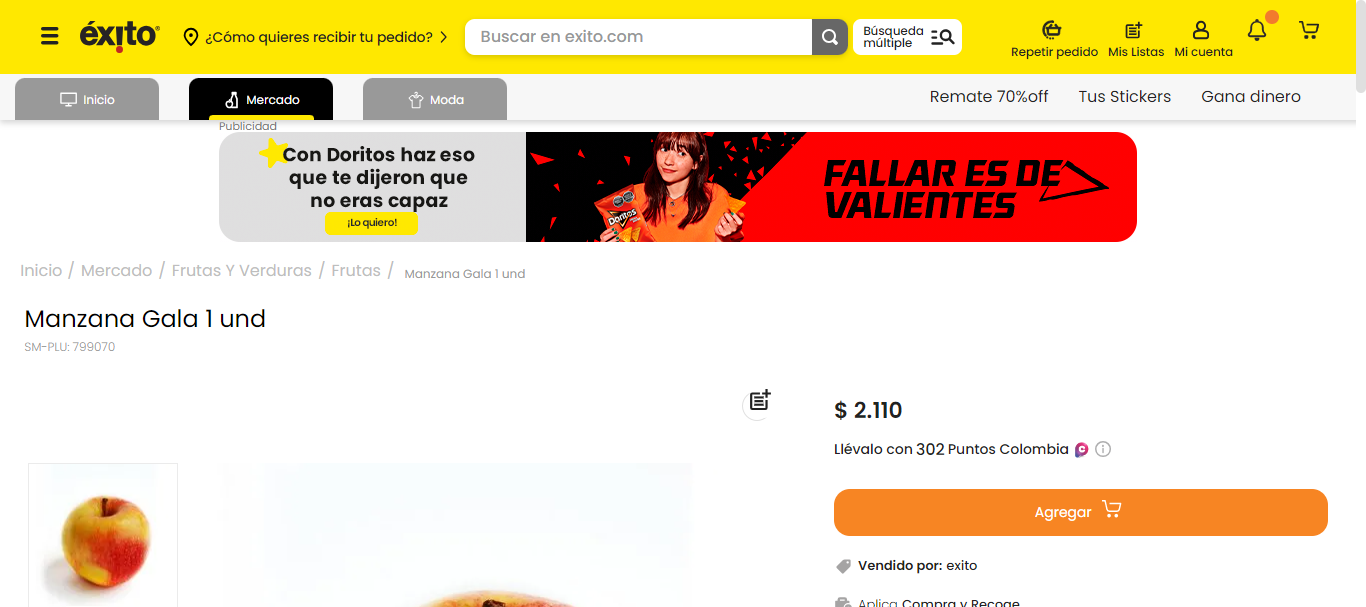 éxito
¿Cómo quieres recibir tu pedido?
Buscar en exito.com
Búsqueda
múltiple
Repetir pedido
Mis Listas
Mi cuenta
Inicio
Mercado
Moda
Remate 70%off
Tus Stickers
Gana dinero
Publicidad
Con Doritos haz eso
que te dijeron que
no eras capaz
¡Lo quiero!
Doritos
FALLAR ES DE
VALIENTES
Inicio / Mercado / Frutas Y Verduras / Frutas / Manzana Gala 1 und
Manzana Gala 1 und
SM-PLU: 799070
$ 2.110
Llévalo con 302 Puntos Colombia
Agregar
Vendido por: exito
Aplica Compra y Recoge